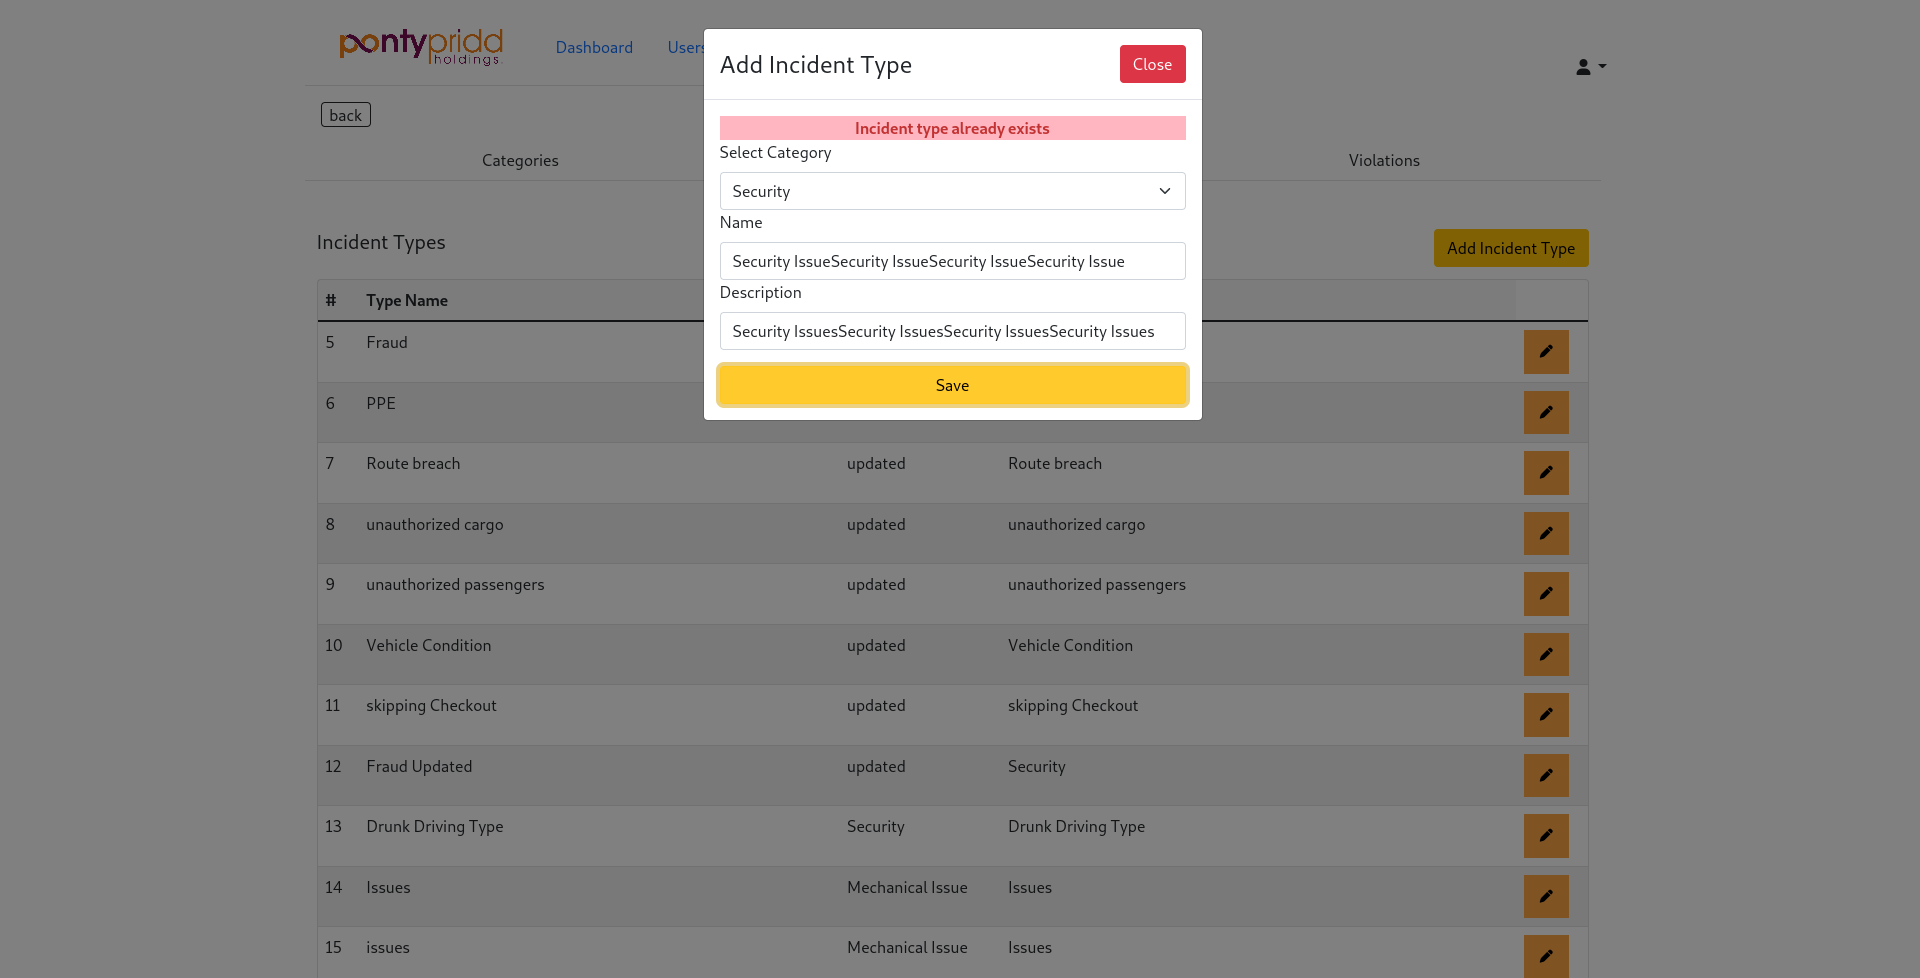 pontypridd
holdings
Dashboard Users
back
Categories Violations
Incident Types
Add Incident Type
# Type Name
5 Fraud
6 PPE
7 Route breach updated Route breach
8 unauthorized cargo updated unauthorized cargo
9 unauthorized passengers updated unauthorized passengers
10 Vehicle Condition updated Vehicle Condition
11 skipping Checkout updated skipping Checkout
12 Fraud Updated updated Security
13 Drunk Driving Type Security Drunk Driving Type
14 Issues Mechanical Issue Issues
15 issues Mechanical Issue Issues
Add Incident Type
Close
Incident type already exists
Select Category
Security
Name
Security IssueSecurity IssueSecurity IssueSecurity Issue
Description
Security IssuesSecurity IssuesSecurity IssuesSecurity Issues
Save